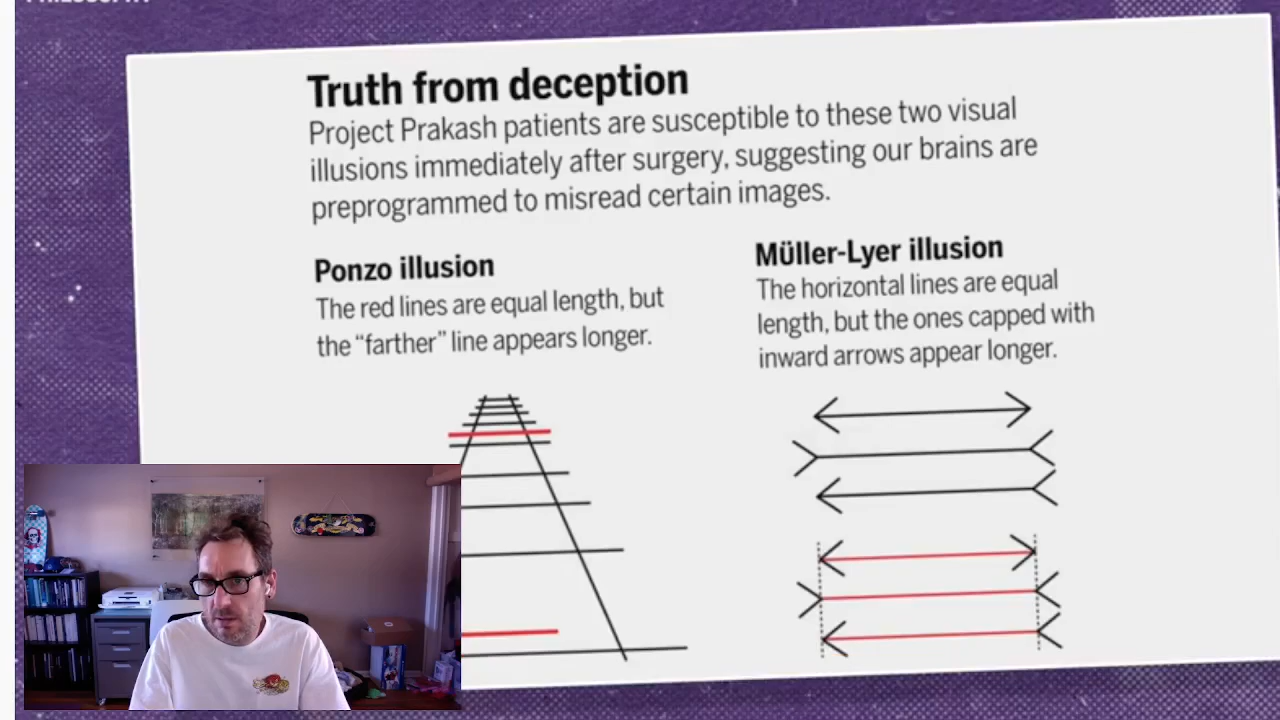 PHILOSOPHY
Truth from deception
Project Prakash patients are susceptible to these two visual
illusions immediately after surgery, suggesting our brains are
preprogrammed to misread certain images.
Ponzo illusion
The red lines are equal length, but
the “farther” line appears longer.
Müller-Lyer illusion
The horizontal lines are equal
length, but the ones capped with
inward arrows appear longer.